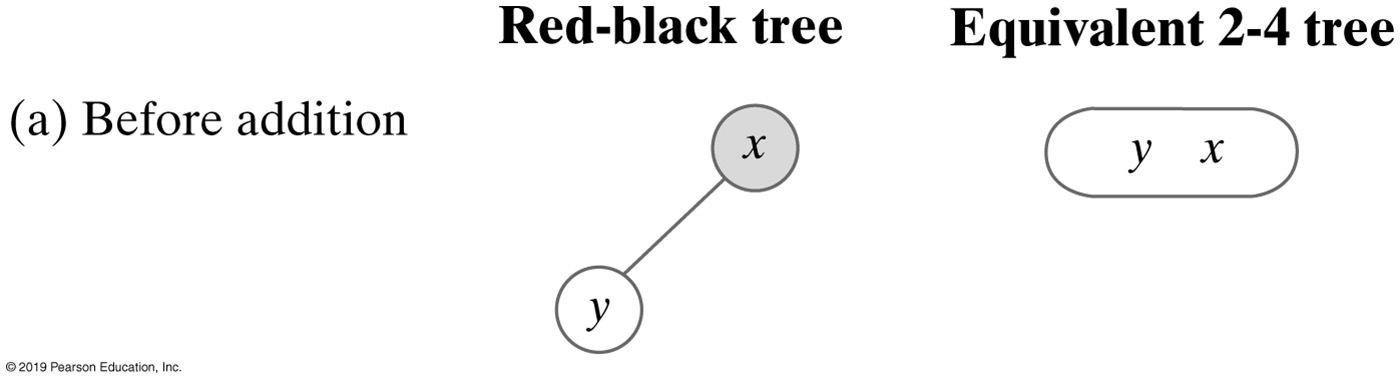 Red-black tree Equivalent 2-4 tree
(a) Before addition
x
y x
y
© 2019 Pearson Education, Inc.